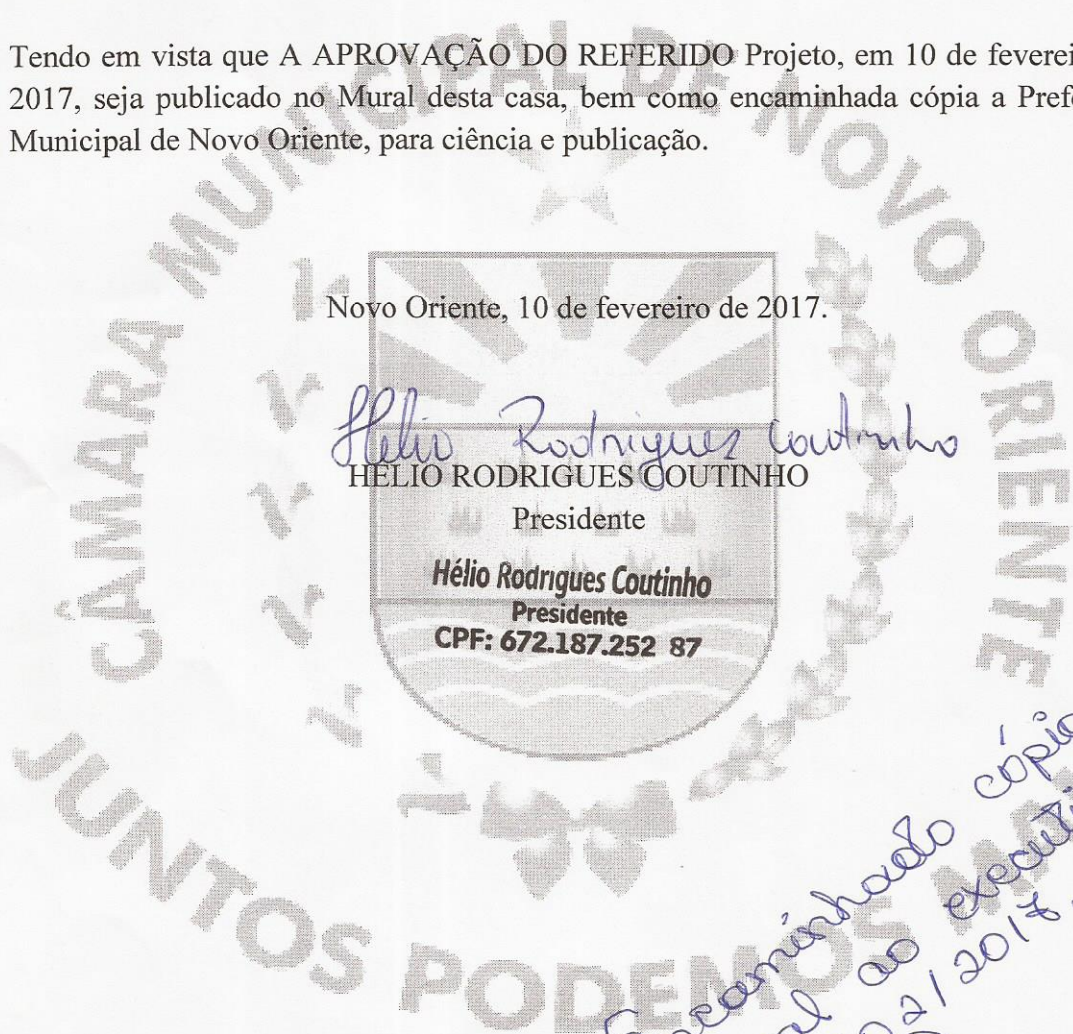 Tendo em vista que A APROVAÇÃO DO REFERIDO Projeto, em 10 de feverei
2017, seja publicado no Mural desta casa, bem como encaminhada cópia a Prefe
Municipal de Novo Oriente, para ciência e publicação.
CÂMARA MUNICIPAL DE NOVO ORIENTE
Novo Oriente, 10 de fevereiro de 2017.
Hélio Rodrigues Coutinho
HÉLIO RODRIGUES COUTINHO
Presidente
Hélio Rodrigues Coutinho
Presidente
CPF: 672.187.252 87
JUNTOS PODEMOS
Encaminhado cópia
ao executi
02/2017